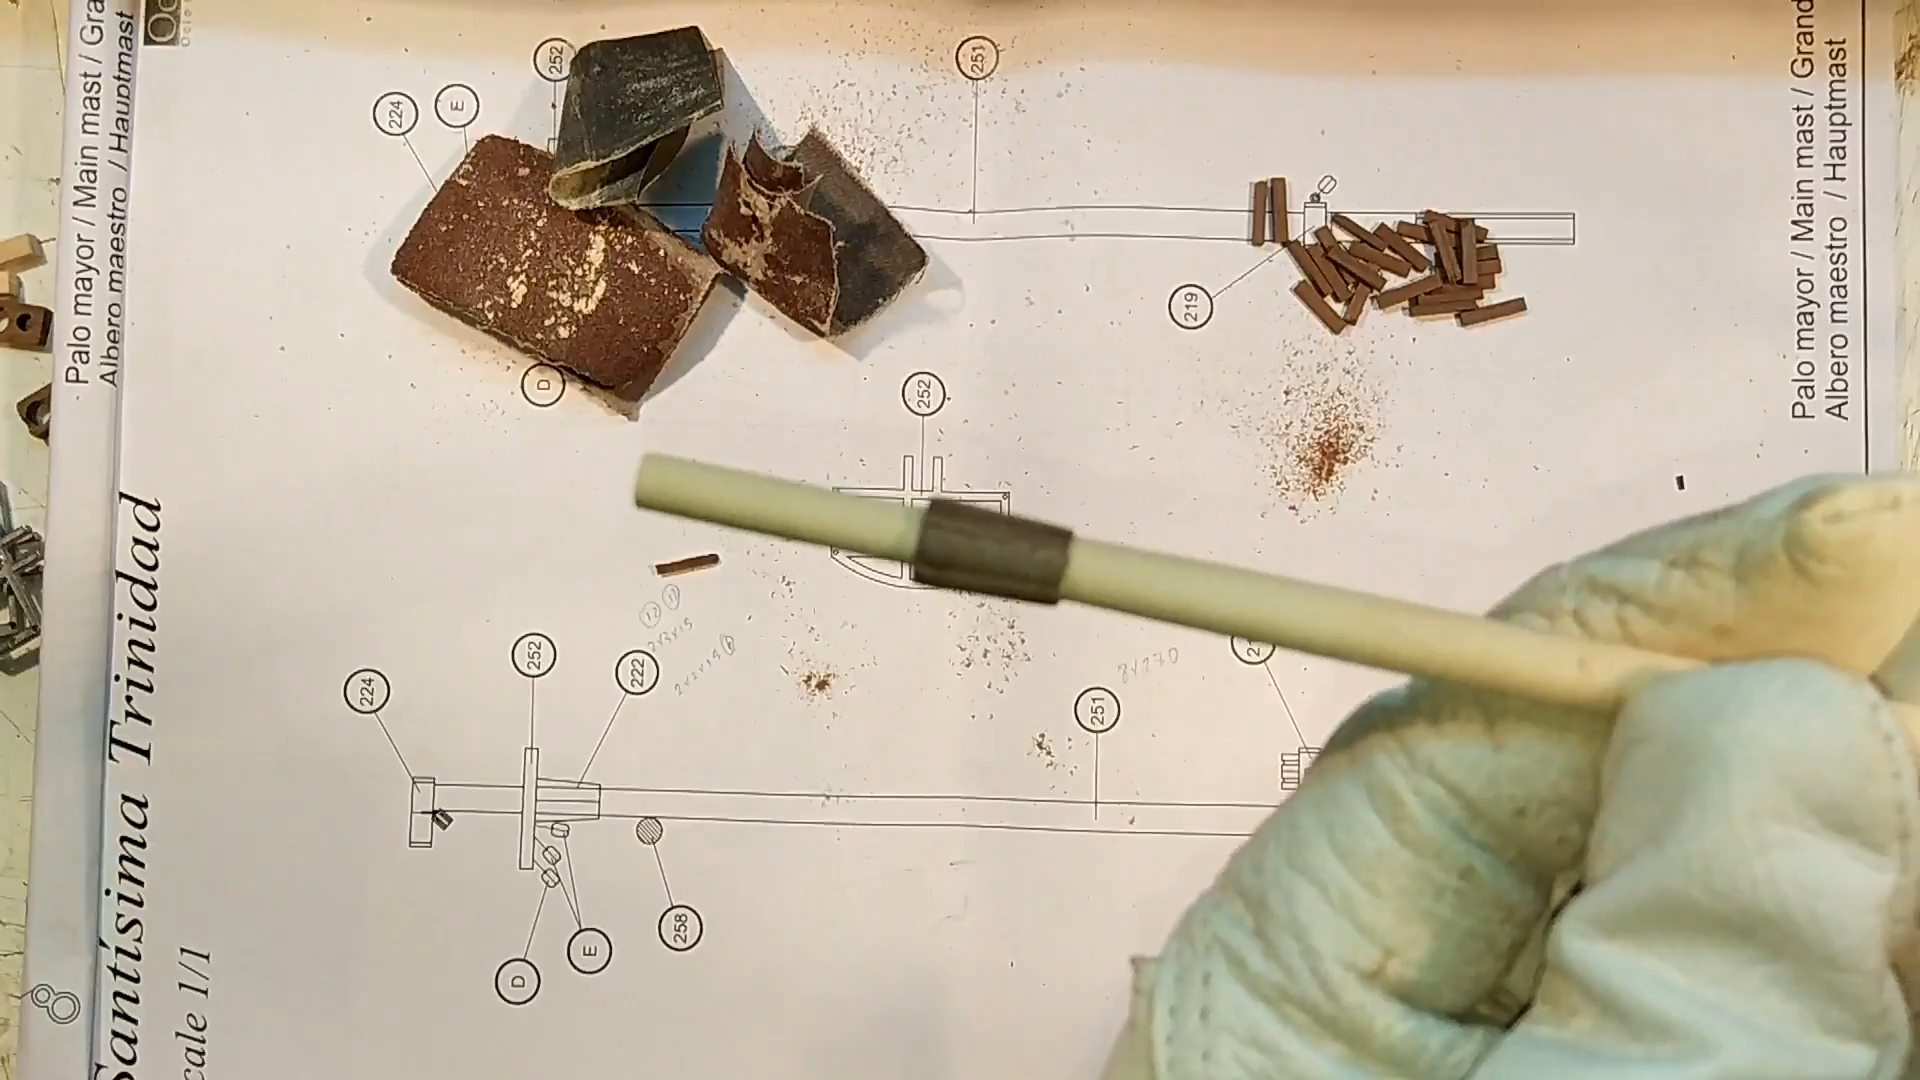 Palo mayor / Main mast / Gra
Albero maestro / Hauptmast
Santísima Trinidad
cale 1/1
Palo mayor / Main mast / Grand
Albero maestro / Hauptmast
224
E
252
251
D
219
252
224
252
222
251
258
D
E